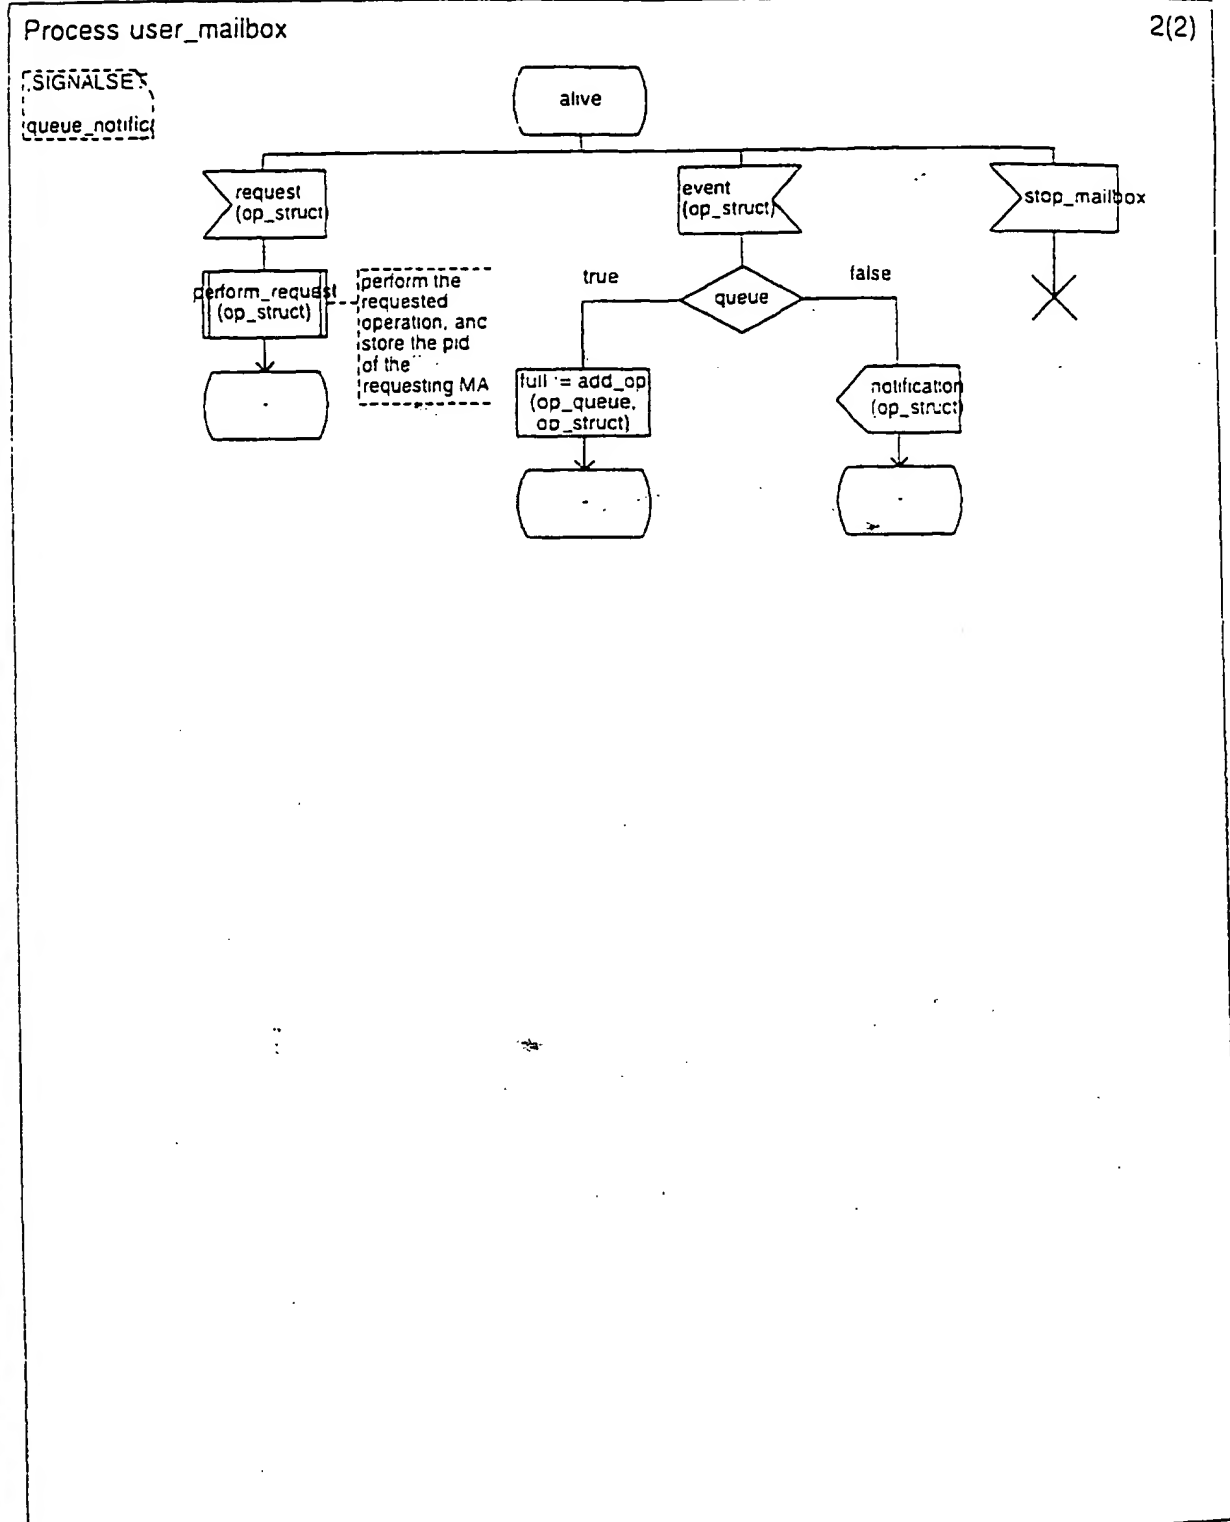 Process user_mailbox
2(2)
SIGNALSET
queue_notific
alive
request
(op_struct)
event
(op_struct)
stop_mailbox
perform_request
(op_struct)
perform the
requested
operation, and
store the pid
of the
requesting MA
true
false
queue
full := add_op
(op_queue,
op_struct)
notification
(op_struct)
-
-
-